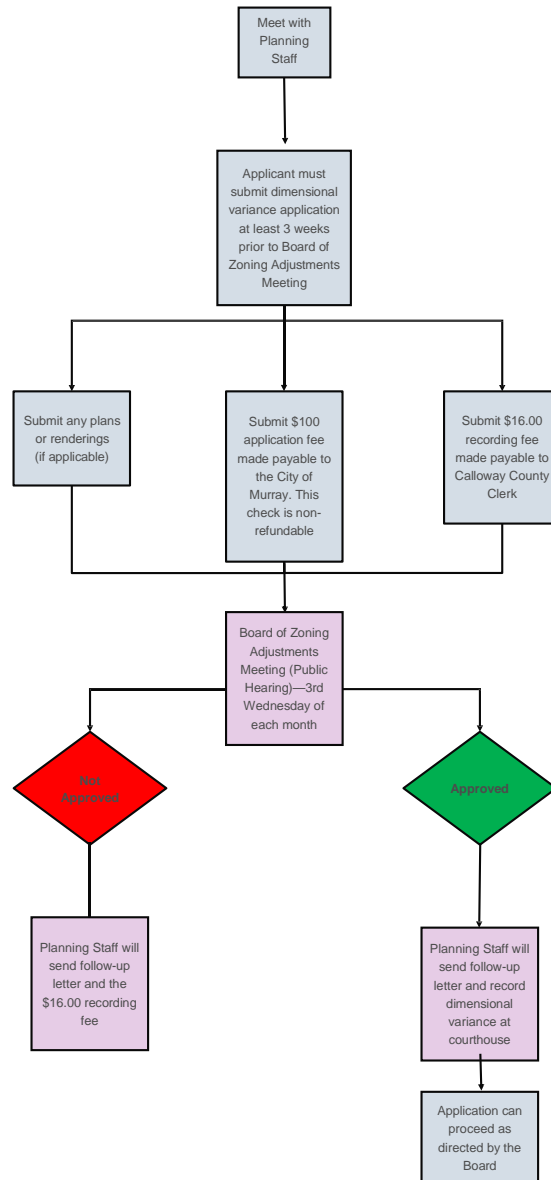 Meet with
Planning
Staff
Applicant must
submit dimensional
variance application
at least 3 weeks
prior to Board of
Zoning Adjustments
Meeting
Submit any plans
or renderings
(if applicable)
Submit $100
application fee
made payable to
the City of
Murray. This
check is non-
refundable
Submit $16.00
recording fee
made payable to
Calloway County
Clerk
Board of Zoning
Adjustments
Meeting (Public
Hearing)—3rd
Wednesday of
each month
Not
Approved
Approved
Planning Staff will
send follow-up
letter and the
$16.00 recording
fee
Planning Staff will
send follow-up
letter and record
dimensional
variance at
courthouse
Application can
proceed as
directed by the
Board